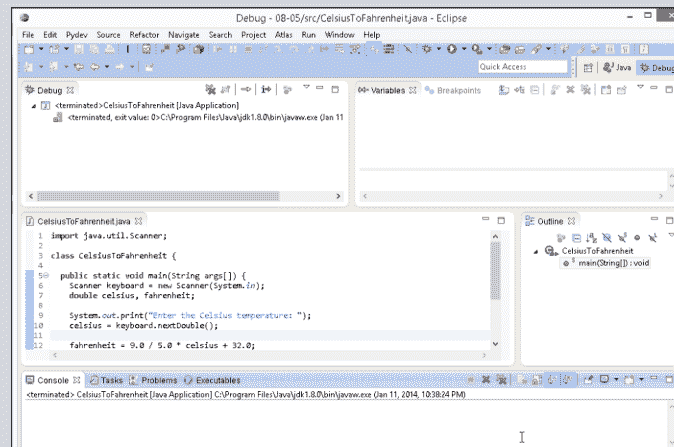 Debug - 08-05/src/CelsiusToFahrenheit.java - Eclipse
File Edit Pydev Source Refactor Navigate Search Project Atlas Run Window Help
Quick Access
Java
Debug
Debug
<terminated>CelsiusToFahrenheit [Java Application]
<terminated, exit value: 0>C:\Program Files\Java\jdk1.8.0\bin\javaw.exe (Jan 11
Variables
Breakpoints
CelsiusToFahrenheit.java
1 import java.util.Scanner;
2
3 class CelsiusToFahrenheit {
4
5 public static void main(String args[]) {
6 Scanner keyboard = new Scanner(System.in);
7 double celsius, fahrenheit;
8
9 System.out.print("Enter the Celsius temperature: ");
10 celsius = keyboard.nextDouble();
11
12 fahrenheit = 9.0 / 5.0 * celsius + 32.0;
Outline
CelsiusToFahrenheit
main(String[]) : void
Console Tasks Problems Executables
<terminated> CelsiusToFahrenheit [Java Application] C:\Program Files\Java\jdk1.8.0\bin\javaw.exe (Jan 11, 2014, 10:38:24 PM)